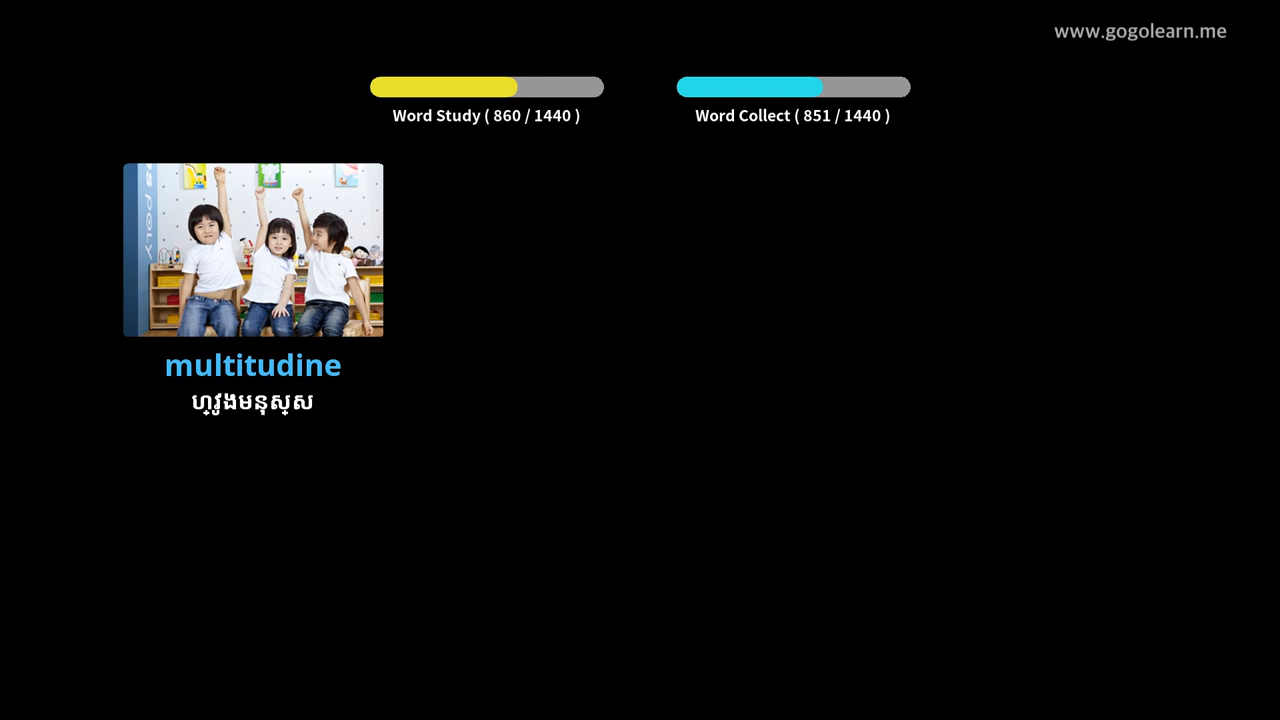 www.gogolearn.me
Word Study ( 860 / 1440 )
Word Collect ( 851 / 1440 )
POLY
multitudine
ហ្វូងមនុស្ស